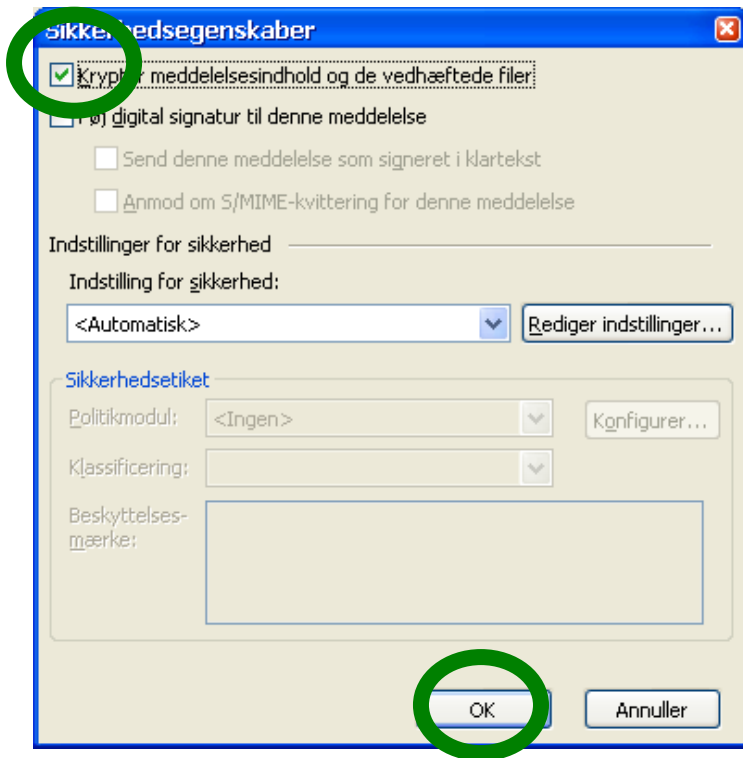 Sikkerhedsegenskaber
Krypter meddelelsesindhold og de vedhæftede filer
Føj digital signatur til denne meddelelse
Send denne meddelelse som signeret i klartekst
Anmod om S/MIME-kvittering for denne meddelelse
Indstillinger for sikkerhed
Indstilling for sikkerhed:
<Automatisk> Rediger indstillinger...
Sikkerhedsetiket
Politikmodul: <Ingen> Konfigurer...
Klassificering:
Beskyttelses-
mærke:
OK Annuller